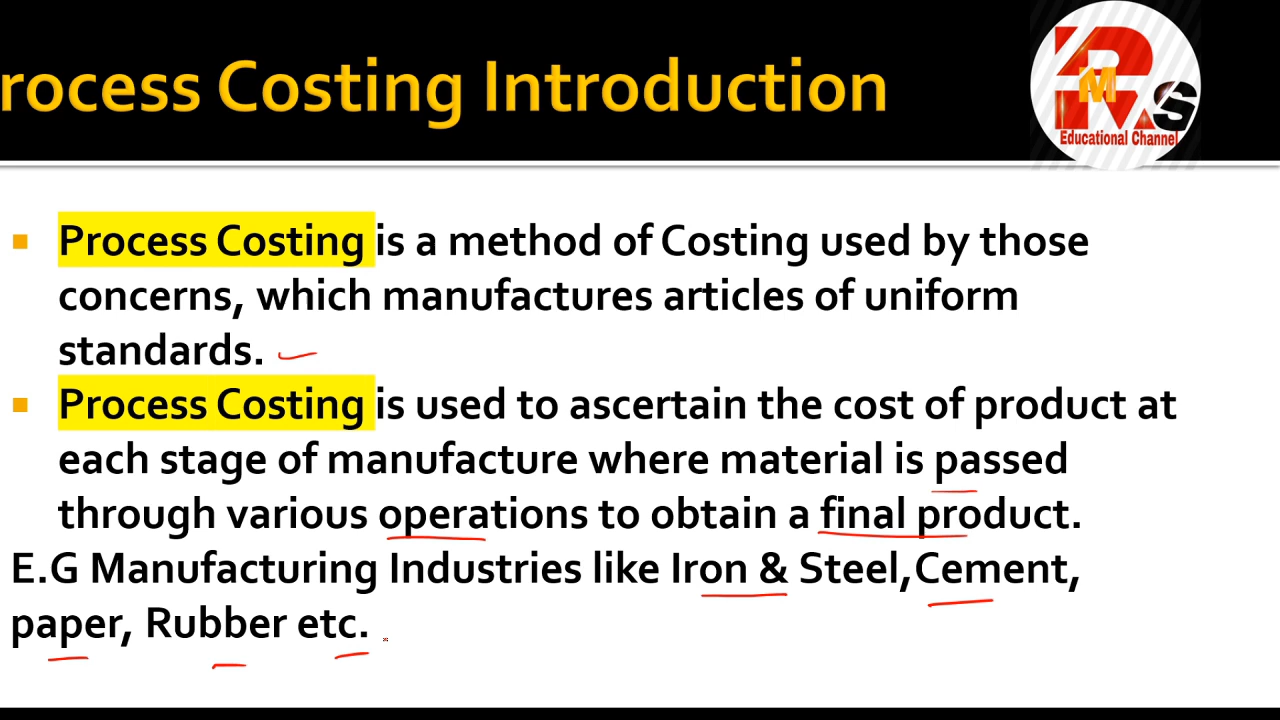 rocess Costing Introduction
M
S
Educational Channel
Process Costing is a method of Costing used by those
concerns, which manufactures articles of uniform
standards.
Process Costing is used to ascertain the cost of product at
each stage of manufacture where material is passed
through various operations to obtain a final product.
E.G Manufacturing Industries like Iron & Steel,Cement,
paper, Rubber etc.